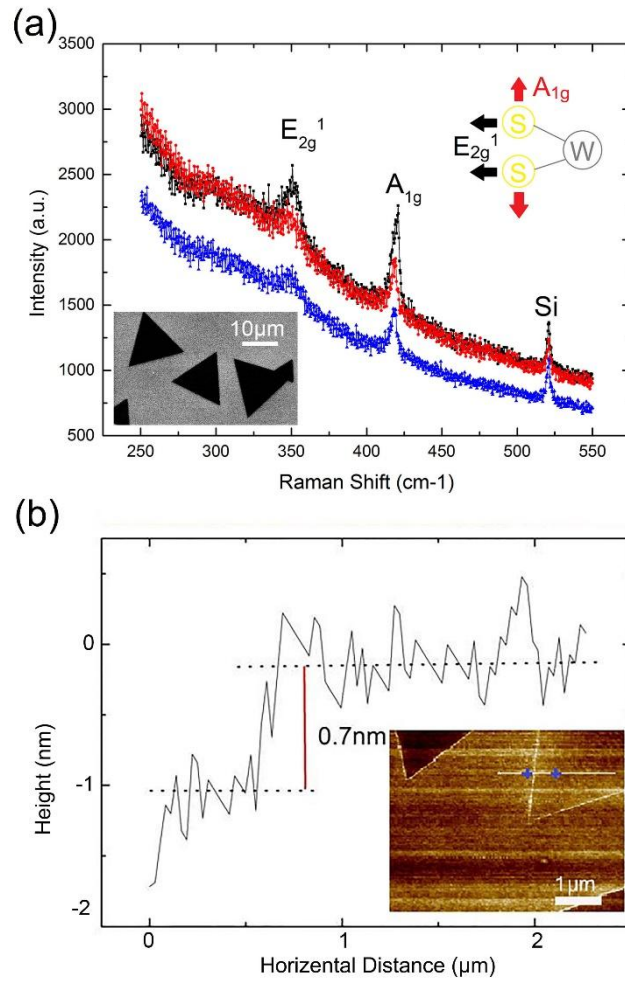 (a)
3500
3000
2500
2000
1500
1000
500
Intensity (a.u.)
E2g1
A1g
Si
A1g
S
E2g1
W
S
10μm
250
300
350
400
450
500
550
Raman Shift (cm-1)
(b)
0
-1
-2
Height (nm)
0.7nm
1μm
0
1
2
Horizental Distance (μm)